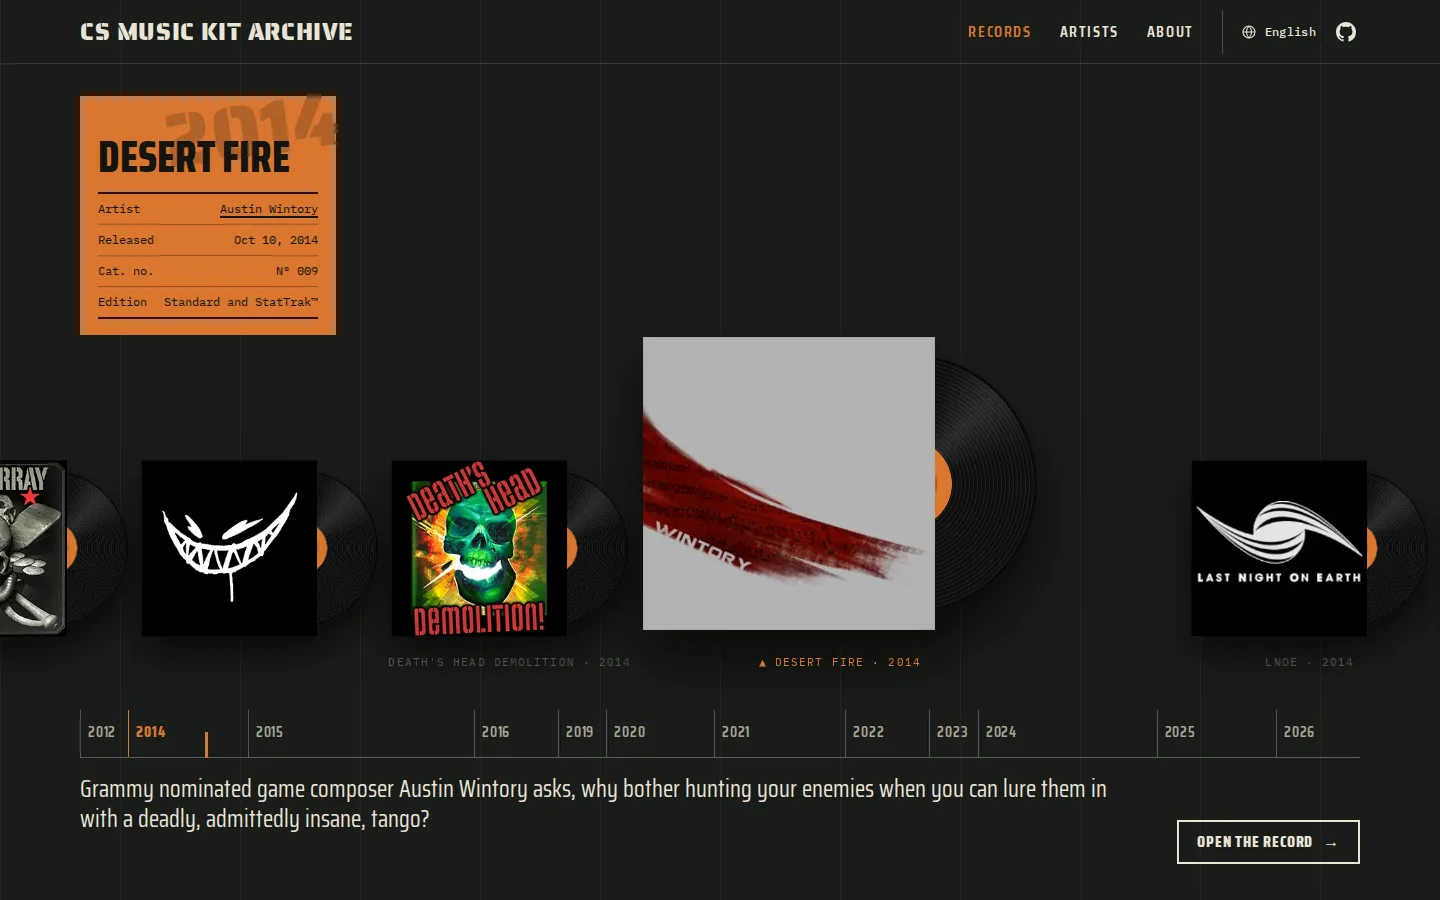 CS MUSIC KIT ARCHIVE
RECORDS ARTISTS ABOUT English
2014
DESERT FIRE
Artist Austin Wintory
Released Oct 10, 2014
Cat. no. Nº 009
Edition Standard and StatTrak™
RRAY
DEATH'S HEAD
DEMOLITION!
WINTORY
LAST NIGHT ON EARTH
DEATH'S HEAD DEMOLITION · 2014
▲ DESERT FIRE · 2014
LNOE · 2014
2012 2014 2015 2016 2019 2020 2021 2022 2023 2024 2025 2026
Grammy nominated game composer Austin Wintory asks, why bother hunting your enemies when you can lure them in
with a deadly, admittedly insane, tango?
OPEN THE RECORD →